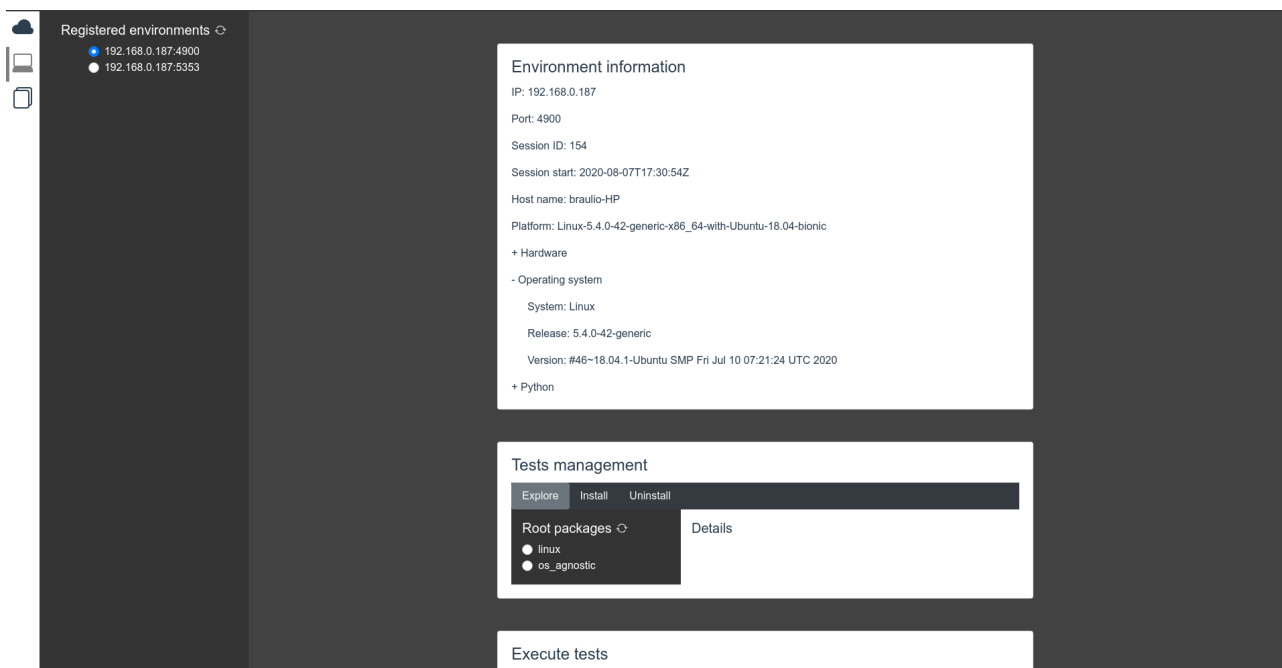 Registered environments
192.168.0.187:4900
192.168.0.187:5353
Environment information
IP: 192.168.0.187
Port: 4900
Session ID: 154
Session start: 2020-08-07T17:30:54Z
Host name: braulio-HP
Platform: Linux-5.4.0-42-generic-x86_64-with-Ubuntu-18.04-bionic
+ Hardware
- Operating system
System: Linux
Release: 5.4.0-42-generic
Version: #46~18.04.1-Ubuntu SMP Fri Jul 10 07:21:24 UTC 2020
+ Python
Tests management
Explore Install Uninstall
Root packages
linux
os_agnostic
Details
Execute tests